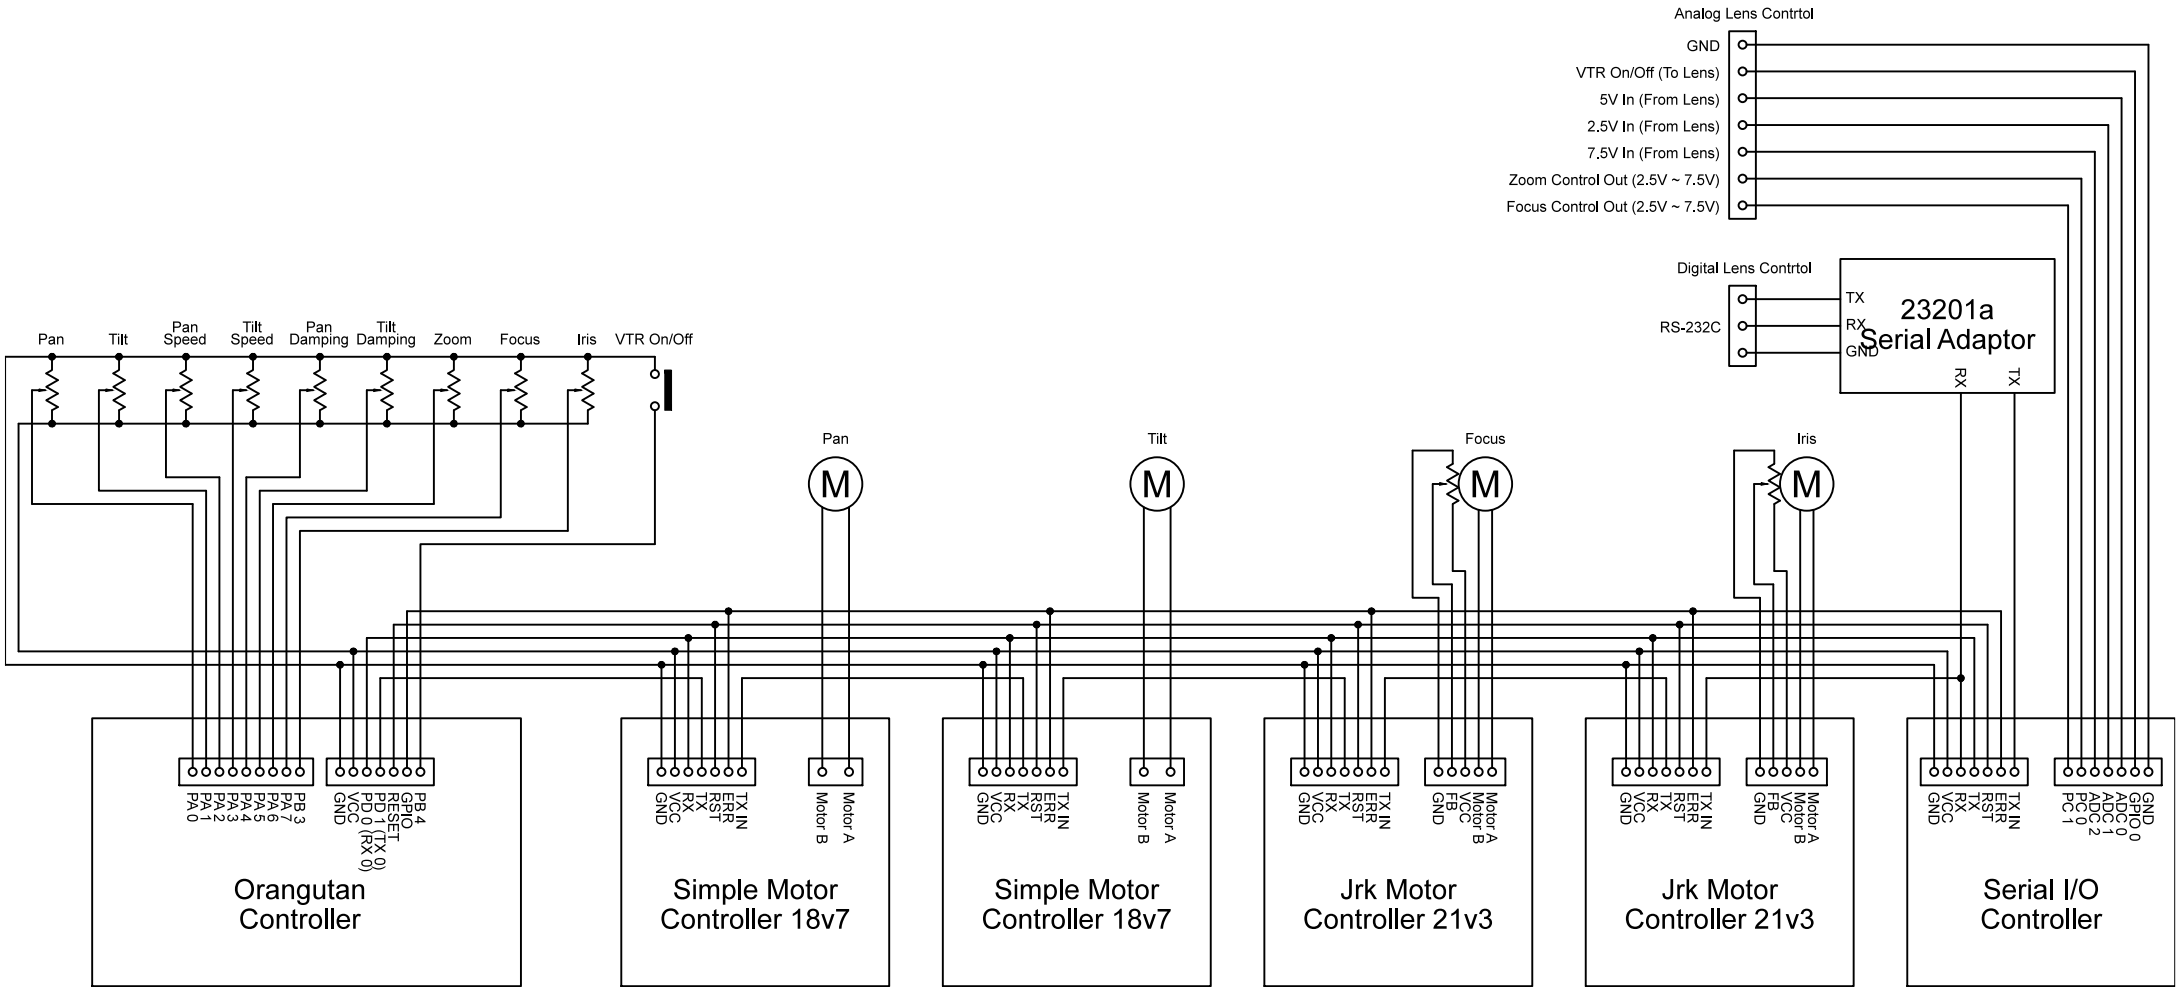 Analog Lens Contrtol
GND
VTR On/Off (To Lens)
5V In (From Lens)
2.5V In (From Lens)
7.5V In (From Lens)
Zoom Control Out (2.5V ~ 7.5V)
Focus Control Out (2.5V ~ 7.5V)
Digital Lens Contrtol
RS-232C
TX
RX
GND
23201a
Serial Adaptor
RX
TX
Pan
Tilt
Pan
Speed
Tilt
Speed
Pan
Damping
Tilt
Damping
Zoom
Focus
Iris
VTR On/Off
Pan
M
Tilt
M
Focus
M
Iris
M
PA 0
PA 1
PA 2
PA 3
PA 4
PA 5
PA 6
PA 7
PB 3
GND
VCC
PD 0 (RX 0)
PD 1 (TX 0)
RESET
GPIO
PB 4
Orangutan
Controller
GND
VCC
RX
TX
RST
ERR
TX IN
Motor B
Motor A
Simple Motor
Controller 18v7
GND
VCC
RX
TX
RST
ERR
TX IN
Motor B
Motor A
Simple Motor
Controller 18v7
GND
VCC
RX
TX
RST
ERR
TX IN
GND
FB
VCC
Motor B
Motor A
Jrk Motor
Controller 21v3
GND
VCC
RX
TX
RST
ERR
TX IN
GND
FB
VCC
Motor B
Motor A
Jrk Motor
Controller 21v3
GND
VCC
RX
TX
RST
ERR
TX IN
PC 1
PC 0
ADC 2
ADC 1
ADC 0
GPIO 0
GND
Serial I/O
Controller